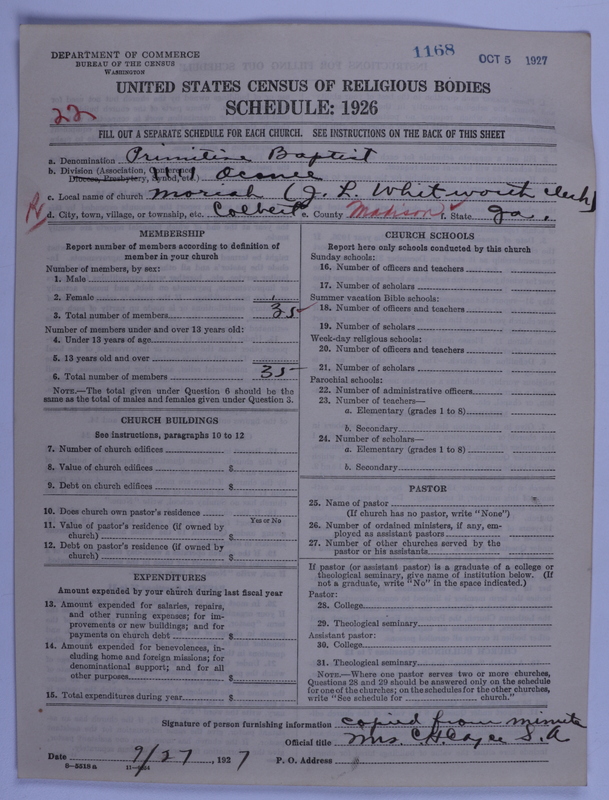 DEPARTMENT OF COMMERCE
BUREAU OF THE CENSUS
WASHINGTON
1168
OCT 5 1927
UNITED STATES CENSUS OF RELIGIOUS BODIES
SCHEDULE: 1926
22
FILL OUT A SEPARATE SCHEDULE FOR EACH CHURCH. SEE INSTRUCTIONS ON THE BACK OF THIS SHEET
a. Denomination Primitive Baptist
b. Division (Association, Conference, Diocese, Presbytery, Synod, etc.) Oconee
c. Local name of church Moriah (J. L. Whitworth clerk)
d. City, town, village, or township, etc. Colbert e. County Madison f. State Ga.
MEMBERSHIP
Report number of members according to definition of
member in your church
Number of members, by sex:
1. Male
2. Female
3. Total number of members 35
Number of members under and over 13 years old:
4. Under 13 years of age
5. 13 years old and over
6. Total number of members 35
NOTE.—The total given under Question 6 should be
same as the total of males and females given under Question 3.
CHURCH BUILDINGS
See instructions, paragraphs 10 to 12
7. Number of church edifices
8. Value of church edifices $
9. Debt on church edifices $
10. Does church own pastor's residence
Yes or No
11. Value of pastor's residence (if owned by
church) $
12. Debt on pastor's residence (if owned by
church) $
EXPENDITURES
Amount expended by your church during last fiscal year
13. Amount expended for salaries, repairs,
and other running expenses; for im-
provements or new buildings; and for
payments on church debt $
14. Amount expended for benevolences, in-
cluding home and foreign missions; for
denominational support; and for all
other purposes $
15. Total expenditures during year $
CHURCH SCHOOLS
Report here only schools conducted by this church
Sunday schools:
16. Number of officers and teachers
17. Number of scholars
Summer vacation Bible schools:
18. Number of officers and teachers
19. Number of scholars
Week-day religious schools:
20. Number of officers and teachers
21. Number of scholars
Parochial schools:
22. Number of administrative officers
23. Number of teachers—
a. Elementary (grades 1 to 8)
b. Secondary
24. Number of scholars—
a. Elementary (grades 1 to 8)
b. Secondary
PASTOR
25. Name of pastor
(If church has no pastor, write "None")
26. Number of ordained ministers, if any, em-
ployed as assistant pastors
27. Number of other churches served by the
pastor or his assistants
If pastor (or assistant pastor) is a graduate of a college or
theological seminary, give name of institution below. (If
not a graduate, write "No" in the space indicated.)
Pastor:
28. College
29. Theological seminary
Assistant pastor:
30. College
31. Theological seminary
NOTE.—Where one pastor serves two or more churches,
Questions 28 and 29 should be answered only on the schedule
for one of the churches; on the schedules for the other churches,
write "See schedule for church."
Signature of person furnishing information copied from minute
Official title Mrs. C. H. Cayce S.A
Date 9/27, 1927 P. O. Address